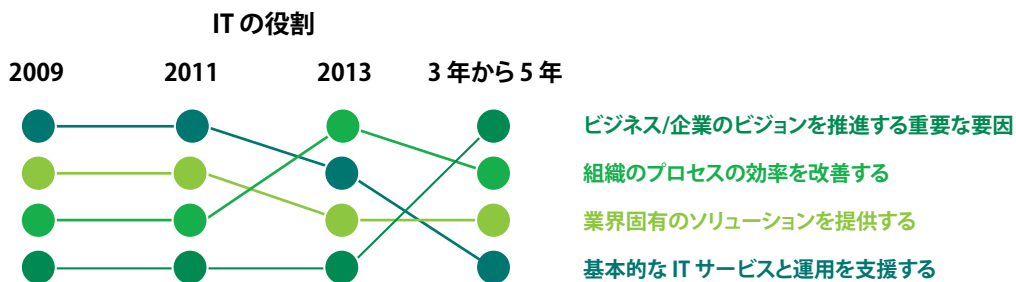 IT の役割
2009 2011 2013 3 年から 5 年
ビジネス/企業のビジョンを推進する重要な要因
組織のプロセスの効率を改善する
業界固有のソリューションを提供する
基本的な IT サービスと運用を支援する